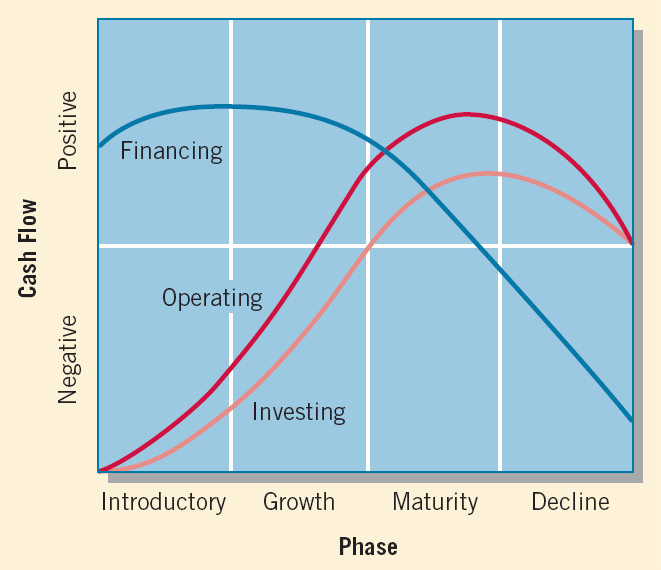 Positive
Financing
Cash Flow
Operating
Negative
Investing
Introductory Growth Maturity Decline
Phase